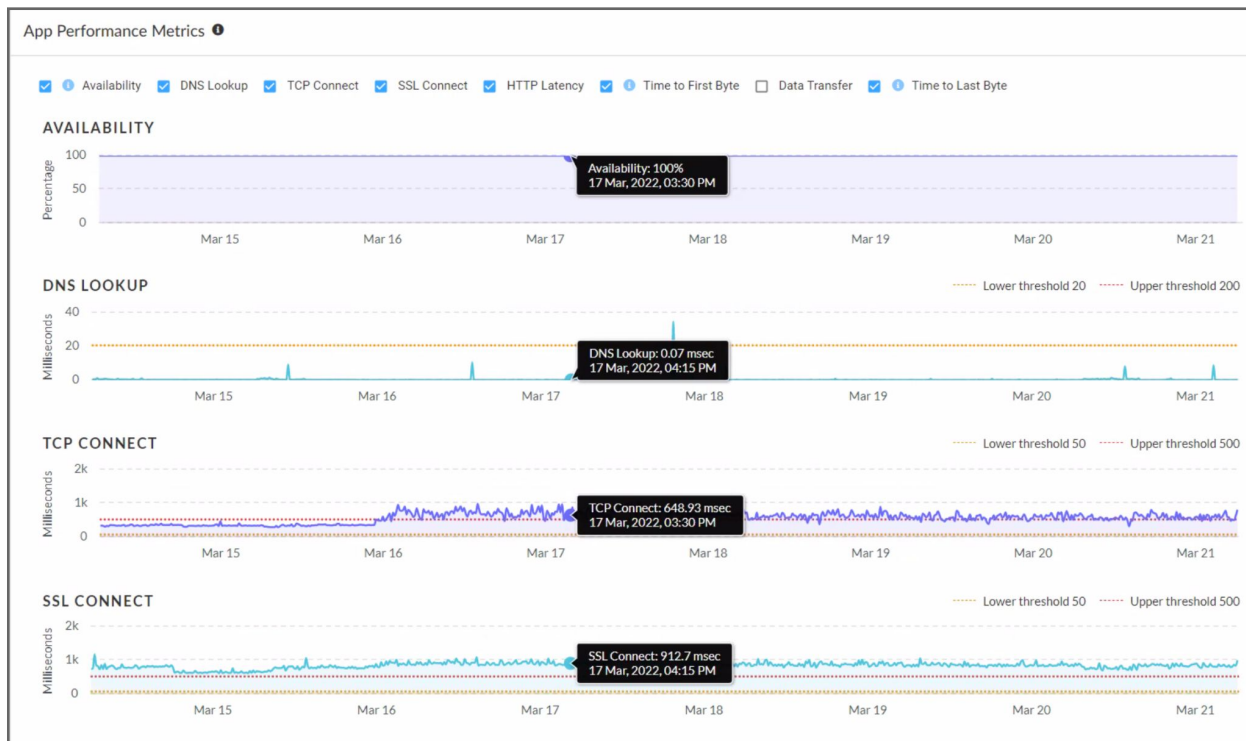 App Performance Metrics
Availability DNS Lookup TCP Connect SSL Connect HTTP Latency Time to First Byte Data Transfer Time to Last Byte
AVAILABILITY
Percentage
100
50
0
Availability: 100%
17 Mar, 2022, 03:30 PM
Mar 15 Mar 16 Mar 17 Mar 18 Mar 19 Mar 20 Mar 21
DNS LOOKUP
Lower threshold 20 Upper threshold 200
Milliseconds
40
20
0
DNS Lookup: 0.07 msec
17 Mar, 2022, 04:15 PM
Mar 15 Mar 16 Mar 17 Mar 18 Mar 19 Mar 20 Mar 21
TCP CONNECT
Lower threshold 50 Upper threshold 500
Milliseconds
2k
1k
0
TCP Connect: 648.93 msec
17 Mar, 2022, 03:30 PM
Mar 15 Mar 16 Mar 17 Mar 18 Mar 19 Mar 20 Mar 21
SSL CONNECT
Lower threshold 50 Upper threshold 500
Milliseconds
2k
1k
0
SSL Connect: 912.7 msec
17 Mar, 2022, 04:15 PM
Mar 15 Mar 16 Mar 17 Mar 18 Mar 19 Mar 20 Mar 21